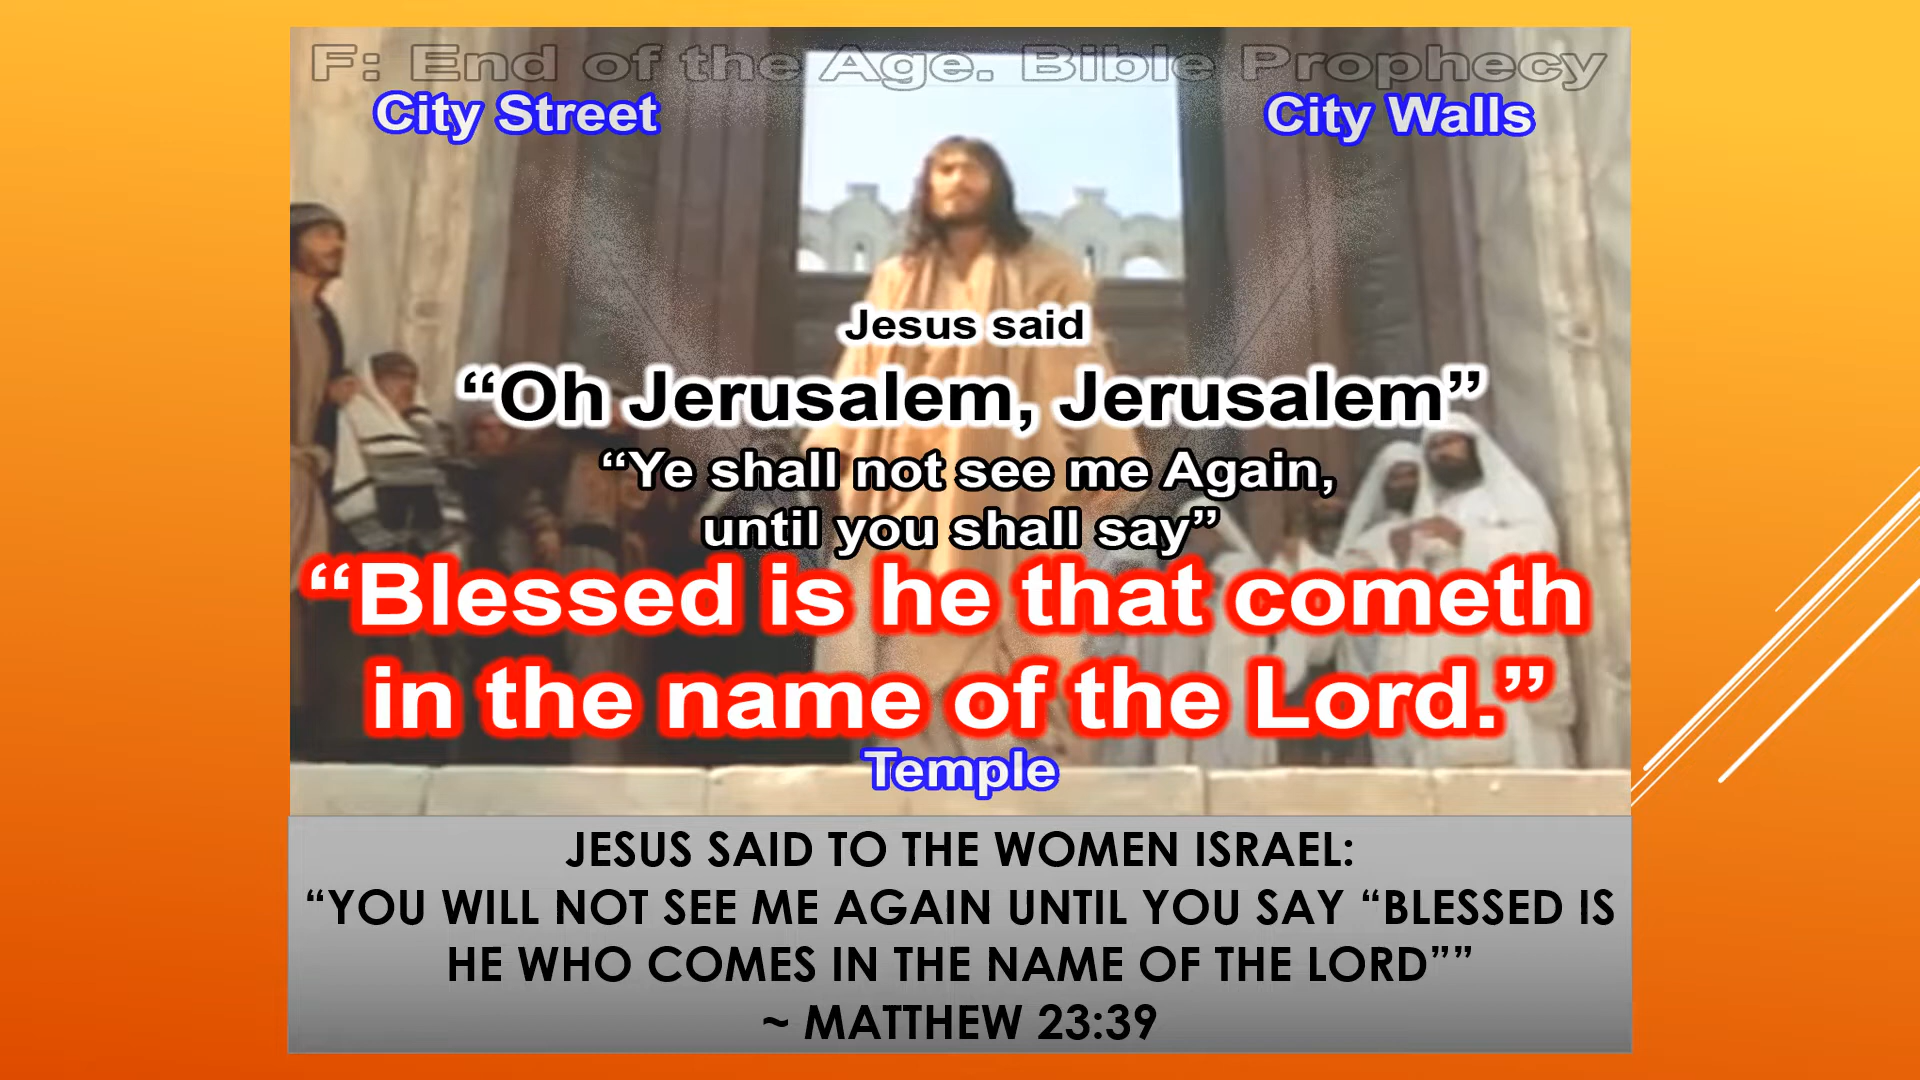 F: End of the Age. Bible Prophecy
City Street
City Walls
Jesus said
“Oh Jerusalem, Jerusalem”
“Ye shall not see me Again,
until you shall say”
“Blessed is he that cometh
in the name of the Lord.”
Temple
JESUS SAID TO THE WOMEN ISRAEL:
“YOU WILL NOT SEE ME AGAIN UNTIL YOU SAY “BLESSED IS
HE WHO COMES IN THE NAME OF THE LORD””
~ MATTHEW 23:39